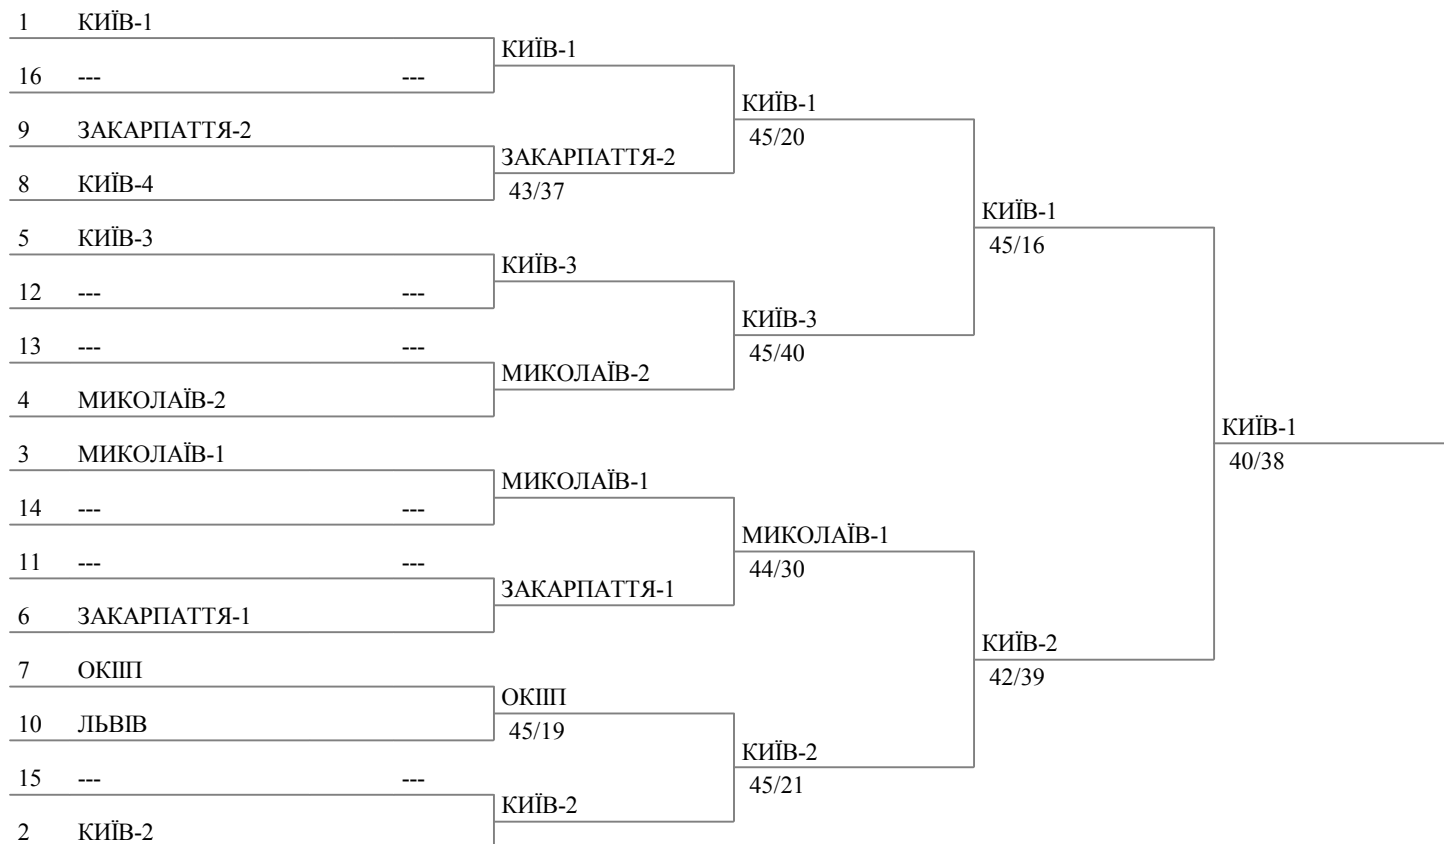 1 КИЇВ-1
КИЇВ-1
16 --- ---
КИЇВ-1
9 ЗАКАРПАТТЯ-2
45/20
ЗАКАРПАТТЯ-2
8 КИЇВ-4
43/37
КИЇВ-1
5 КИЇВ-3
45/16
КИЇВ-3
12 --- ---
КИЇВ-3
13 --- ---
45/40
МИКОЛАЇВ-2
4 МИКОЛАЇВ-2
КИЇВ-1
3 МИКОЛАЇВ-1
40/38
МИКОЛАЇВ-1
14 --- ---
МИКОЛАЇВ-1
11 --- ---
44/30
ЗАКАРПАТТЯ-1
6 ЗАКАРПАТТЯ-1
КИЇВ-2
7 ОКІІП
42/39
ОКІІП
10 ЛЬВІВ
45/19
КИЇВ-2
15 --- ---
45/21
КИЇВ-2
2 КИЇВ-2